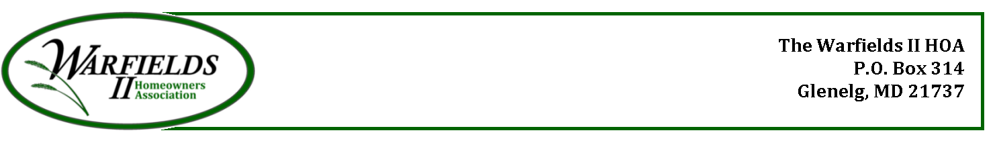 WARFIELDS
II Homeowners
Association
The Warfields II HOA
P.O. Box 314
Glenelg, MD 21737